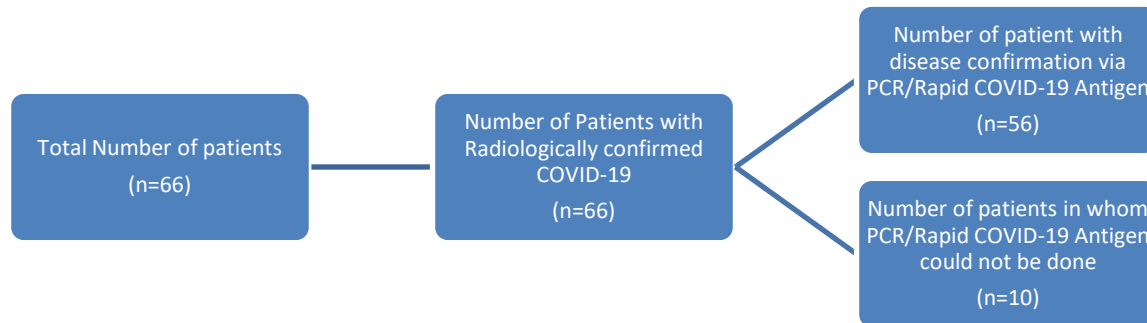 Total Number of patients
(n=66)
Number of Patients with
Radiologically confirmed
COVID-19
(n=66)
Number of patient with
disease confirmation via
PCR/Rapid COVID-19 Antigen
(n=56)
Number of patients in whom
PCR/Rapid COVID-19 Antigen
could not be done
(n=10)